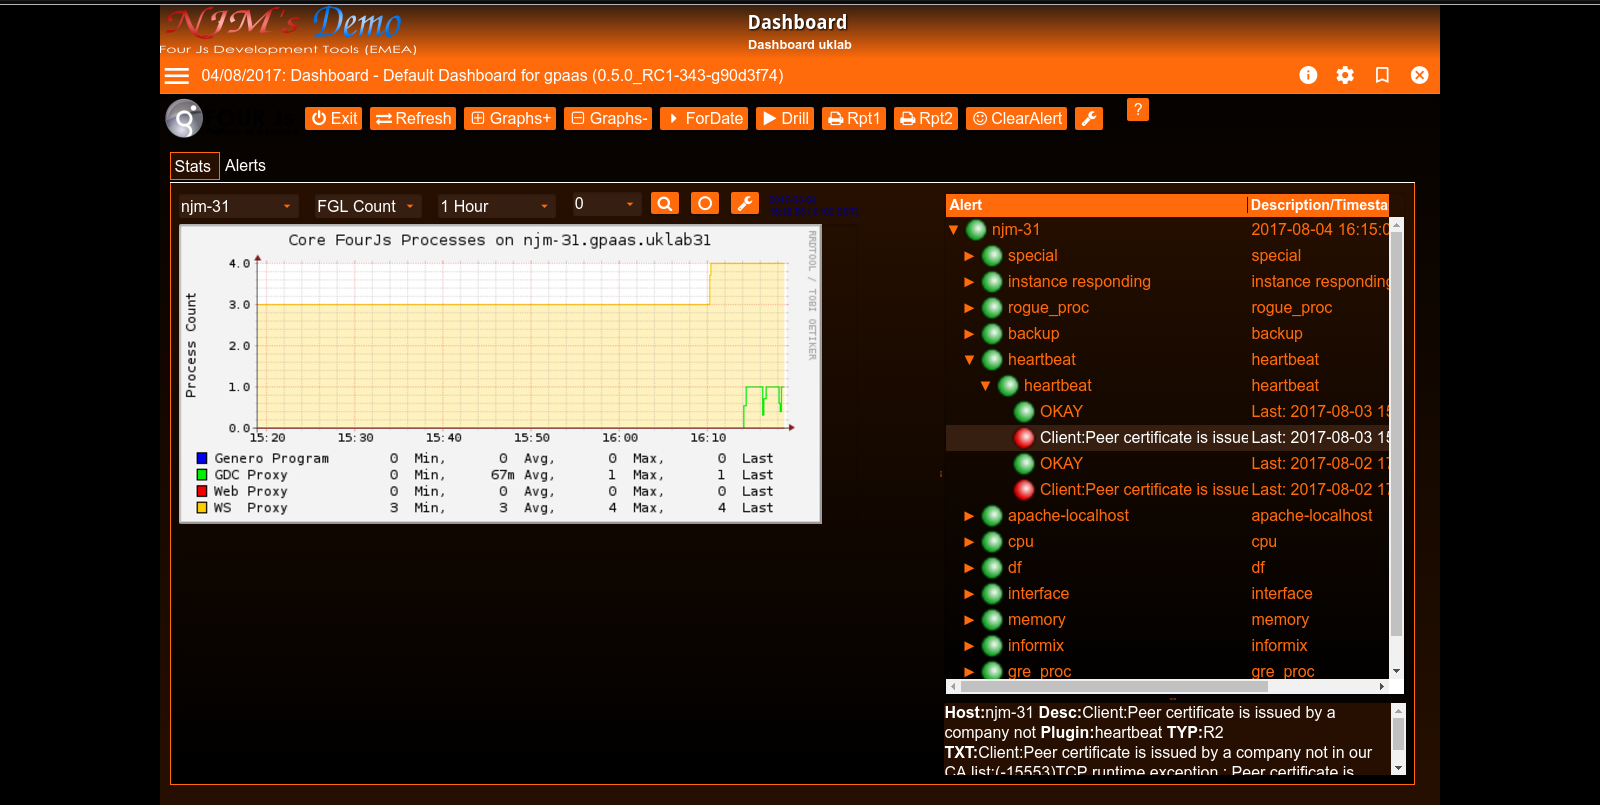 NJM's Demo
Four Js Development Tools (EMEA)
Dashboard
Dashboard uklab
04/08/2017: Dashboard - Default Dashboard for gpaas (0.5.0_RC1-343-g90d3f74)
Exit Refresh Graphs+ Graphs- ForDate Drill Rpt1 Rpt2 ClearAlert ?
Stats Alerts
njm-31 FGL Count 1 Hour 0
Core FourJs Processes on njm-31.gpaas.uklab31
RRDTOOL / TOBI OETIKER
Process Count
4.0
3.0
2.0
1.0
0.0
15:20 15:30 15:40 15:50 16:00 16:10
Genero Program 0 Min, 0 Avg, 0 Max, 0 Last
GDC Proxy 0 Min, 67m Avg, 1 Max, 1 Last
Web Proxy 0 Min, 0 Avg, 0 Max, 0 Last
WS Proxy 3 Min, 3 Avg, 4 Max, 4 Last
Alert Description/Timesta
njm-31 2017-08-04 16:15:0
special special
instance responding instance responding
rogue_proc rogue_proc
backup backup
heartbeat heartbeat
heartbeat heartbeat
OKAY Last: 2017-08-03 15
Client:Peer certificate is issue Last: 2017-08-03 15
OKAY Last: 2017-08-02 17
Client:Peer certificate is issue Last: 2017-08-02 17
apache-localhost apache-localhost
cpu cpu
df df
interface interface
memory memory
informix informix
gre_proc gre_proc
Host:njm-31 Desc:Client:Peer certificate is issued by a
company not Plugin:heartbeat TYP:R2
TXT:Client:Peer certificate is issued by a company not in our
CA list:(-15553)TCP runtime exception : Peer certificate is